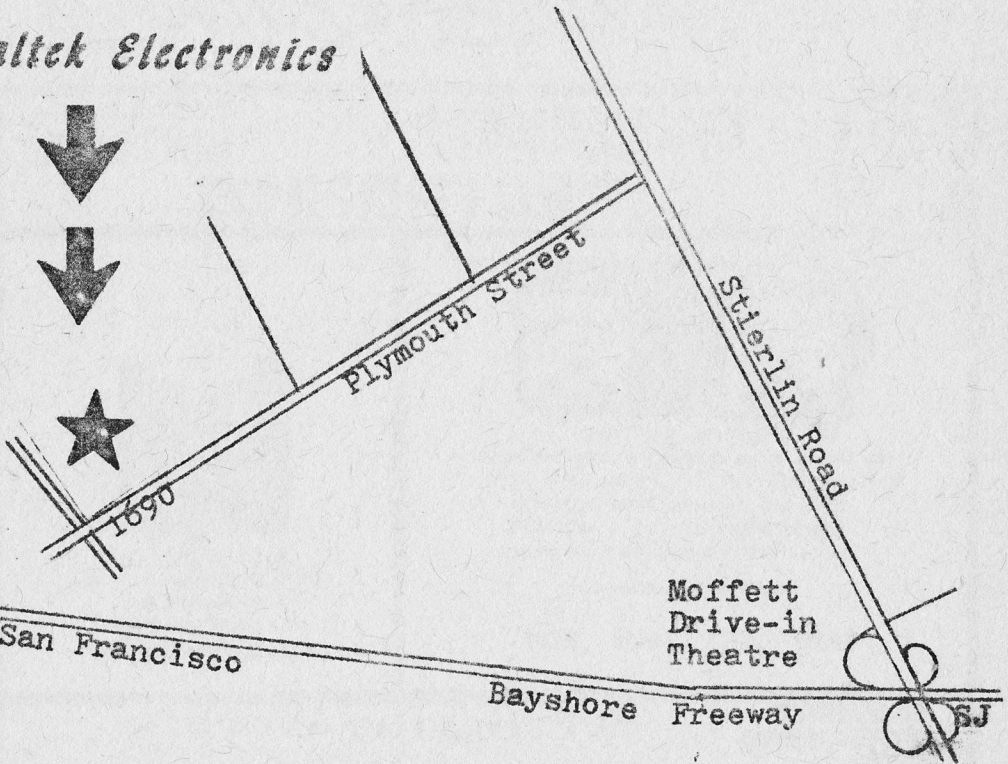 Electronics
Plymouth Street
Stierlin Road
1690
Moffett
Drive-in
Theatre
San Francisco
Bayshore Freeway
SJ